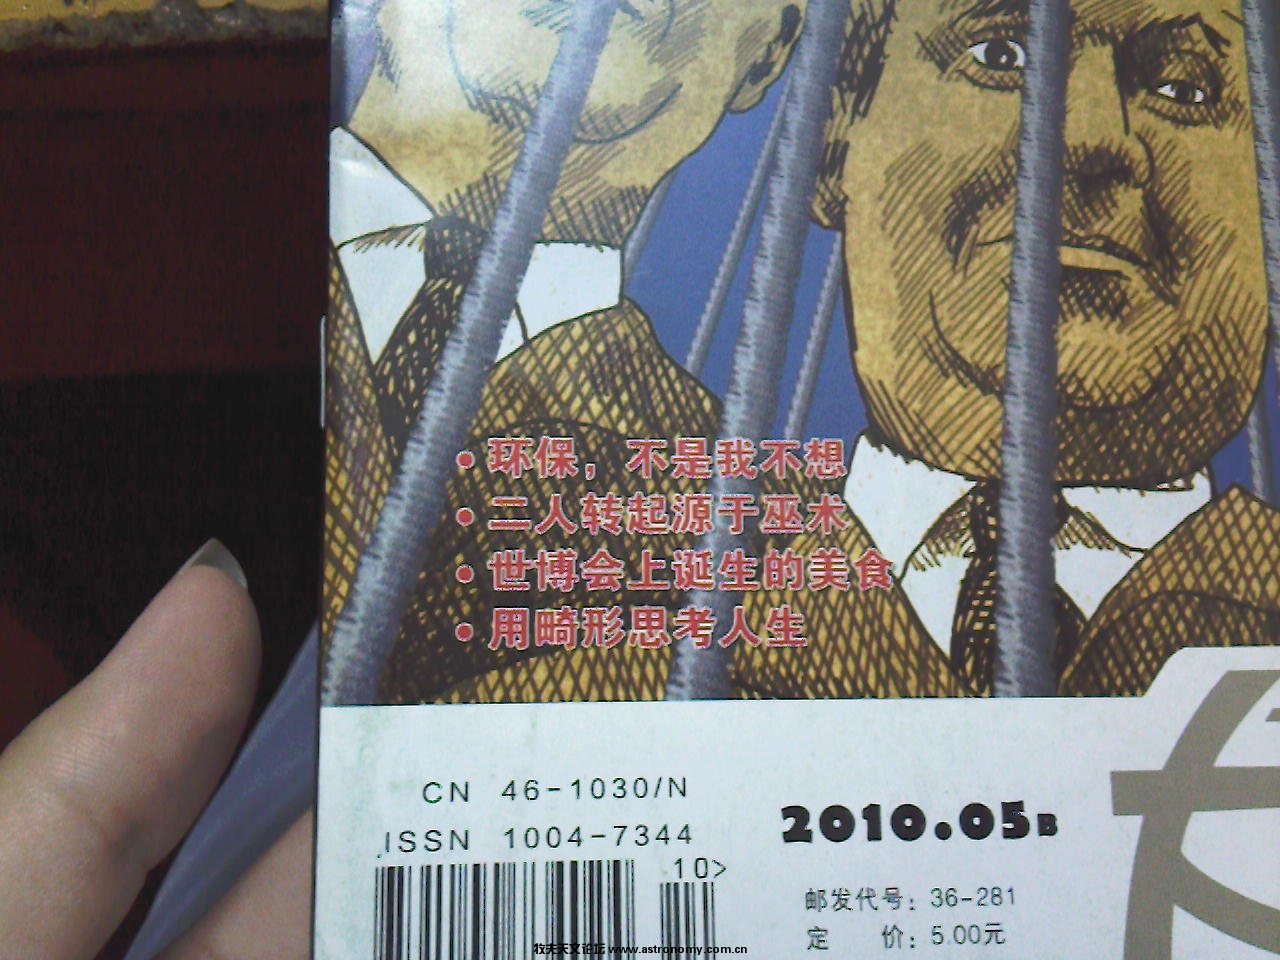 • 环保，不是我不想
• 二人转起源于巫术
• 世博会上诞生的美食
• 用畸形思考人生
CN 46-1030/N
ISSN 1004-7344
10>
2010.05B
邮发代号：36-281
定 价：5.00元
牧夫天文论坛 www.astronomy.com.cn